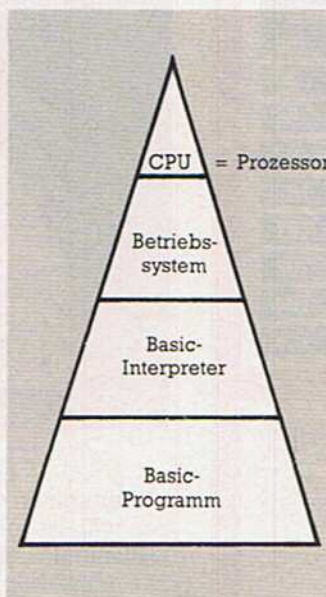 CPU = Prozessor
Betriebs-
system
Basic-
Interpreter
Basic-
Programm